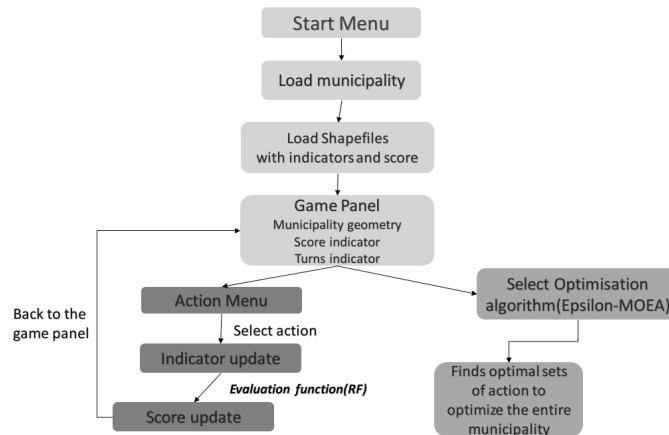 Start Menu
Load municipality
Load Shapefiles
with indicators and score
Game Panel
Municipality geometry
Score indicator
Turns indicator
Action Menu
Select action
Indicator update
Evaluation function(RF)
Score update
Back to the
game panel
Select Optimisation
algorithm(Epsilon-MOEA)
Finds optimal sets
of action to
optimize the entire
municipality